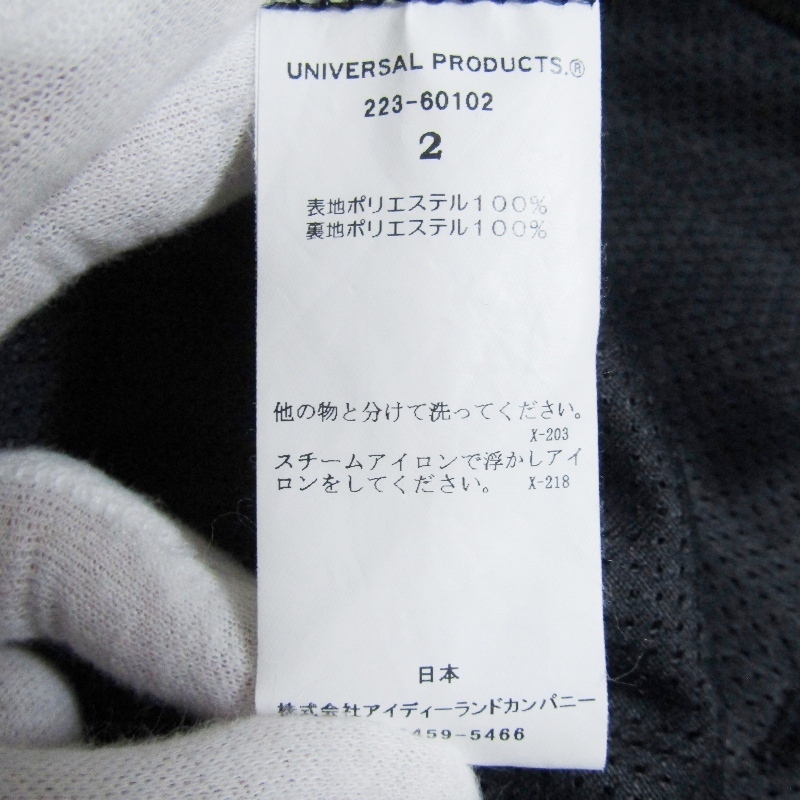 UNIVERSAL PRODUCTS.®
223-60102
2
表地ポリエステル100%
裏地ポリエステル100%
他の物と分けて洗ってください。
X-203
スチームアイロンで浮かしアイ
ロンをしてください。 X-218
日本
株式会社アイディーランドカンパニー
459-5466